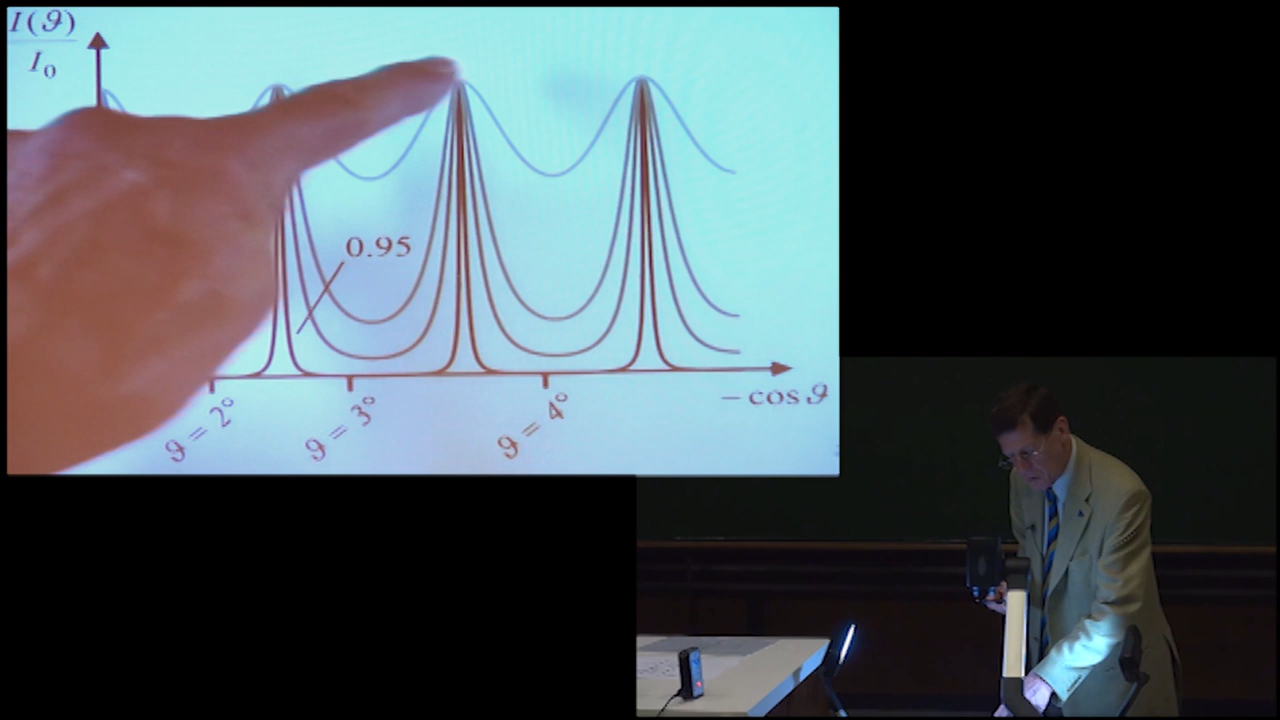 I(ϑ)
I₀
0.95
ϑ = 2°
ϑ = 3°
ϑ = 4°
− cos ϑ